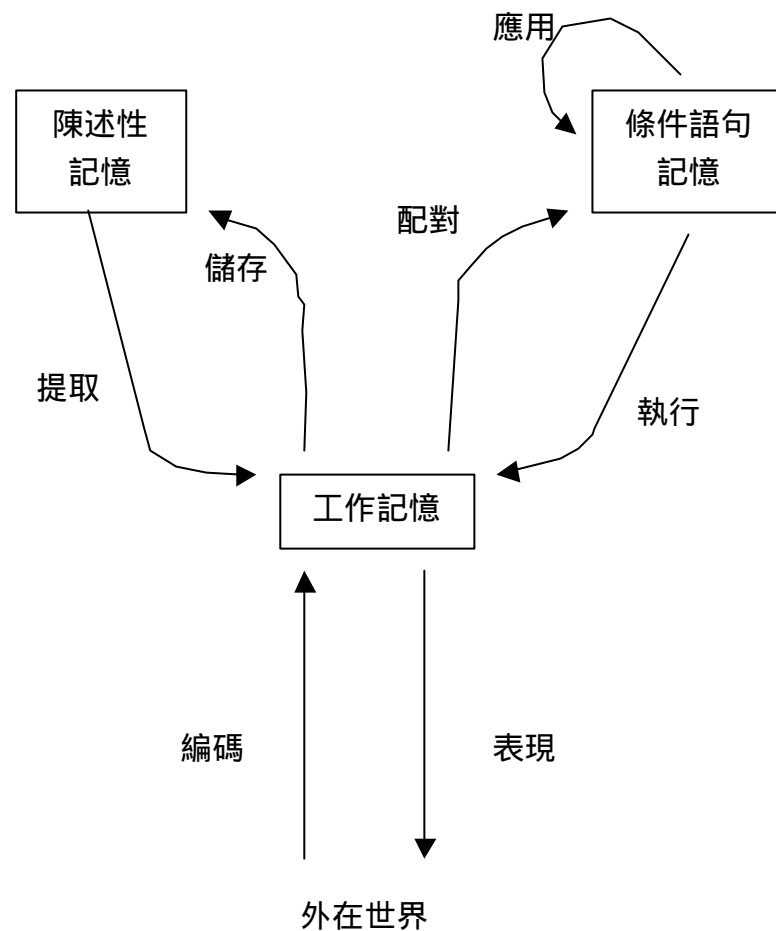 應用
陳述性
記憶
條件語句
記憶
配對
儲存
提取
執行
工作記憶
編碼
表現
外在世界